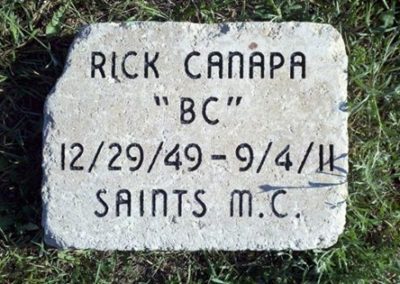 RICK CANAPA
"BC"
12/29/49 - 9/4/11
SAINTS M.C.